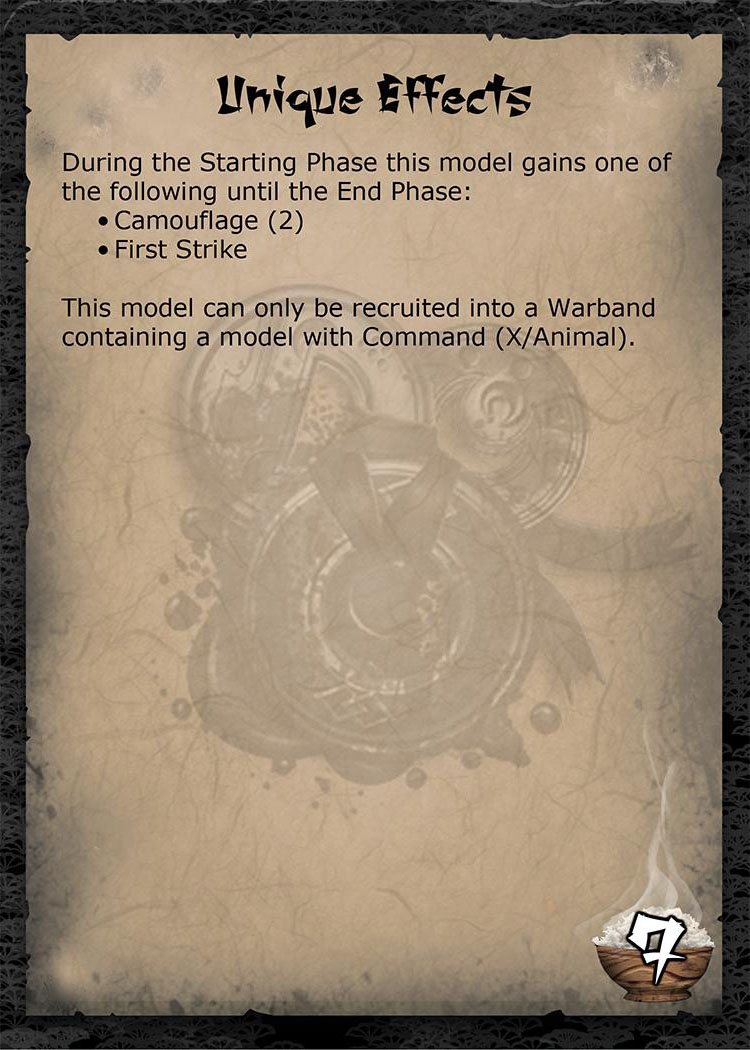 Unique Effects
During the Starting Phase this model gains one of
the following until the End Phase:
• Camouflage (2)
• First Strike
This model can only be recruited into a Warband
containing a model with Command (X/Animal).
7